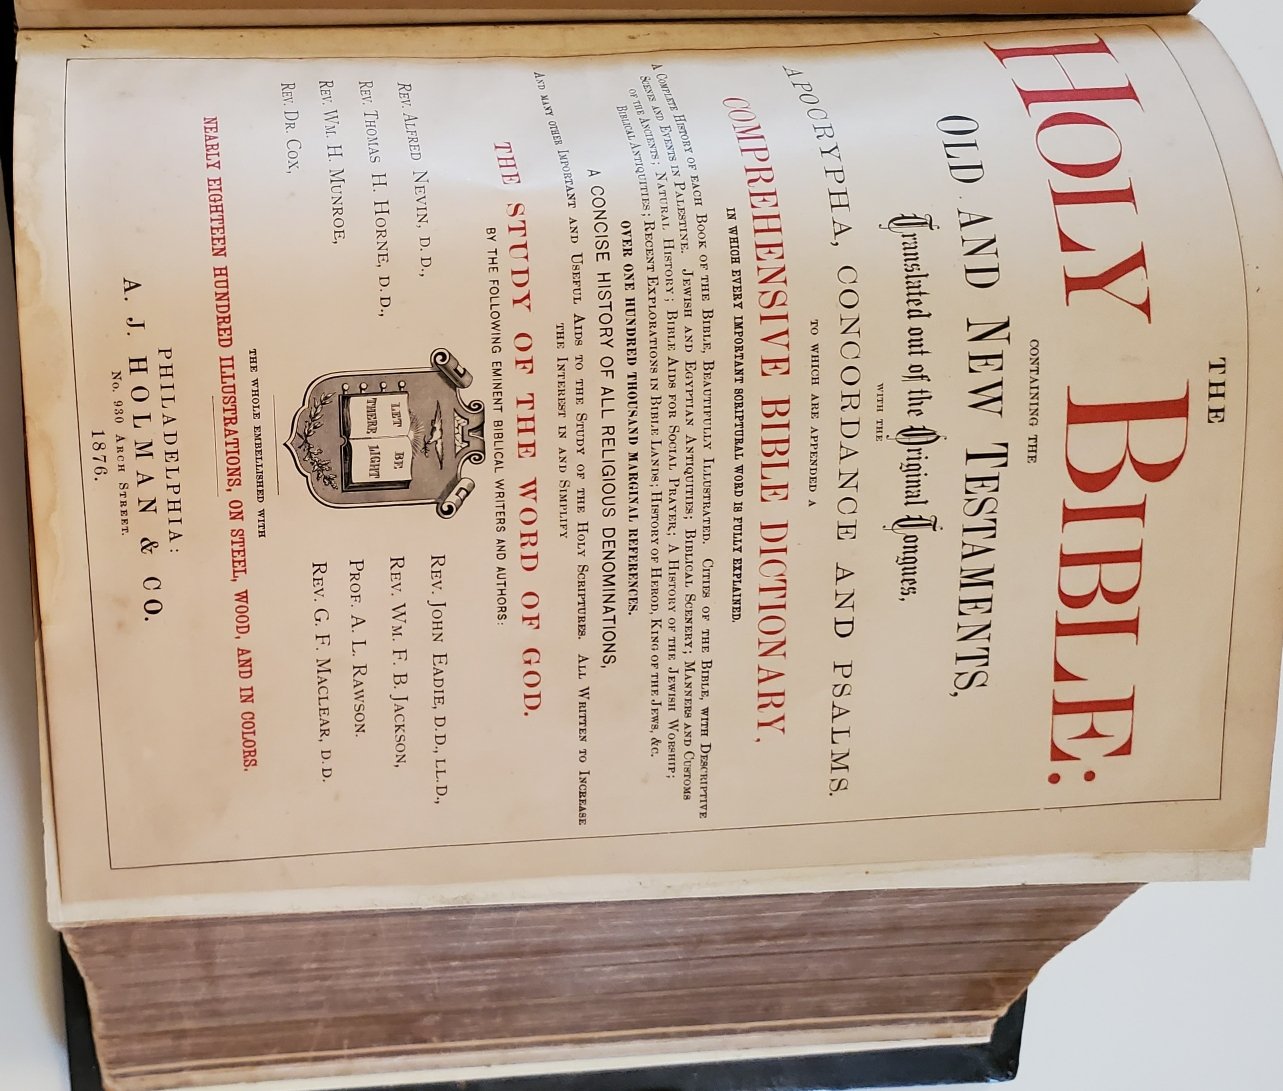 THE
HOLY BIBLE:
CONTAINING THE
OLD AND NEW TESTAMENTS,
Translated out of the Original Tongues,
WITH THE
APOCRYPHA, CONCORDANCE AND PSALMS.
TO WHICH ARE APPENDED A
COMPREHENSIVE BIBLE DICTIONARY,
IN WHICH EVERY IMPORTANT SCRIPTURAL WORD IS FULLY EXPLAINED.
A COMPLETE HISTORY OF EACH BOOK OF THE BIBLE, BEAUTIFULLY ILLUSTRATED. CITIES OF THE BIBLE, WITH DESCRIPTIVE
SCENES AND EVENTS IN PALESTINE. JEWISH AND EGYPTIAN ANTIQUITIES; BIBLICAL SCENERY; MANNERS AND CUSTOMS
OF THE ANCIENTS; NATURAL HISTORY; BIBLE AIDS FOR SOCIAL PRAYER; A HISTORY OF THE JEWISH WORSHIP;
BIBLICAL ANTIQUITIES; RECENT EXPLORATIONS IN BIBLE LANDS; HISTORY OF HEROD, KING OF THE JEWS, &C.
OVER ONE HUNDRED THOUSAND MARGINAL REFERENCES.
A CONCISE HISTORY OF ALL RELIGIOUS DENOMINATIONS,
AND MANY OTHER IMPORTANT AND USEFUL AIDS TO THE STUDY OF THE HOLY SCRIPTURES. ALL WRITTEN TO INCREASE
THE INTEREST IN AND SIMPLIFY
THE STUDY OF THE WORD OF GOD.
BY THE FOLLOWING EMINENT BIBLICAL WRITERS AND AUTHORS:
REV. ALFRED NEVIN, D. D.,
REV. THOMAS H. HORNE, D. D.,
REV. WM. H. MUNROE,
REV. DR. COX,
LET BE
THERE LIGHT
REV. JOHN EADIE, D.D., LL.D.,
REV. WM. F. B. JACKSON,
PROF. A. L. RAWSON.
REV. G. F. MACLEAR, D.D.
THE WHOLE EMBELLISHED WITH
NEARLY EIGHTEEN HUNDRED ILLUSTRATIONS, ON STEEL, WOOD, AND IN COLORS.
PHILADELPHIA:
A. J. HOLMAN & CO.
No. 930 ARCH STREET.
1876.